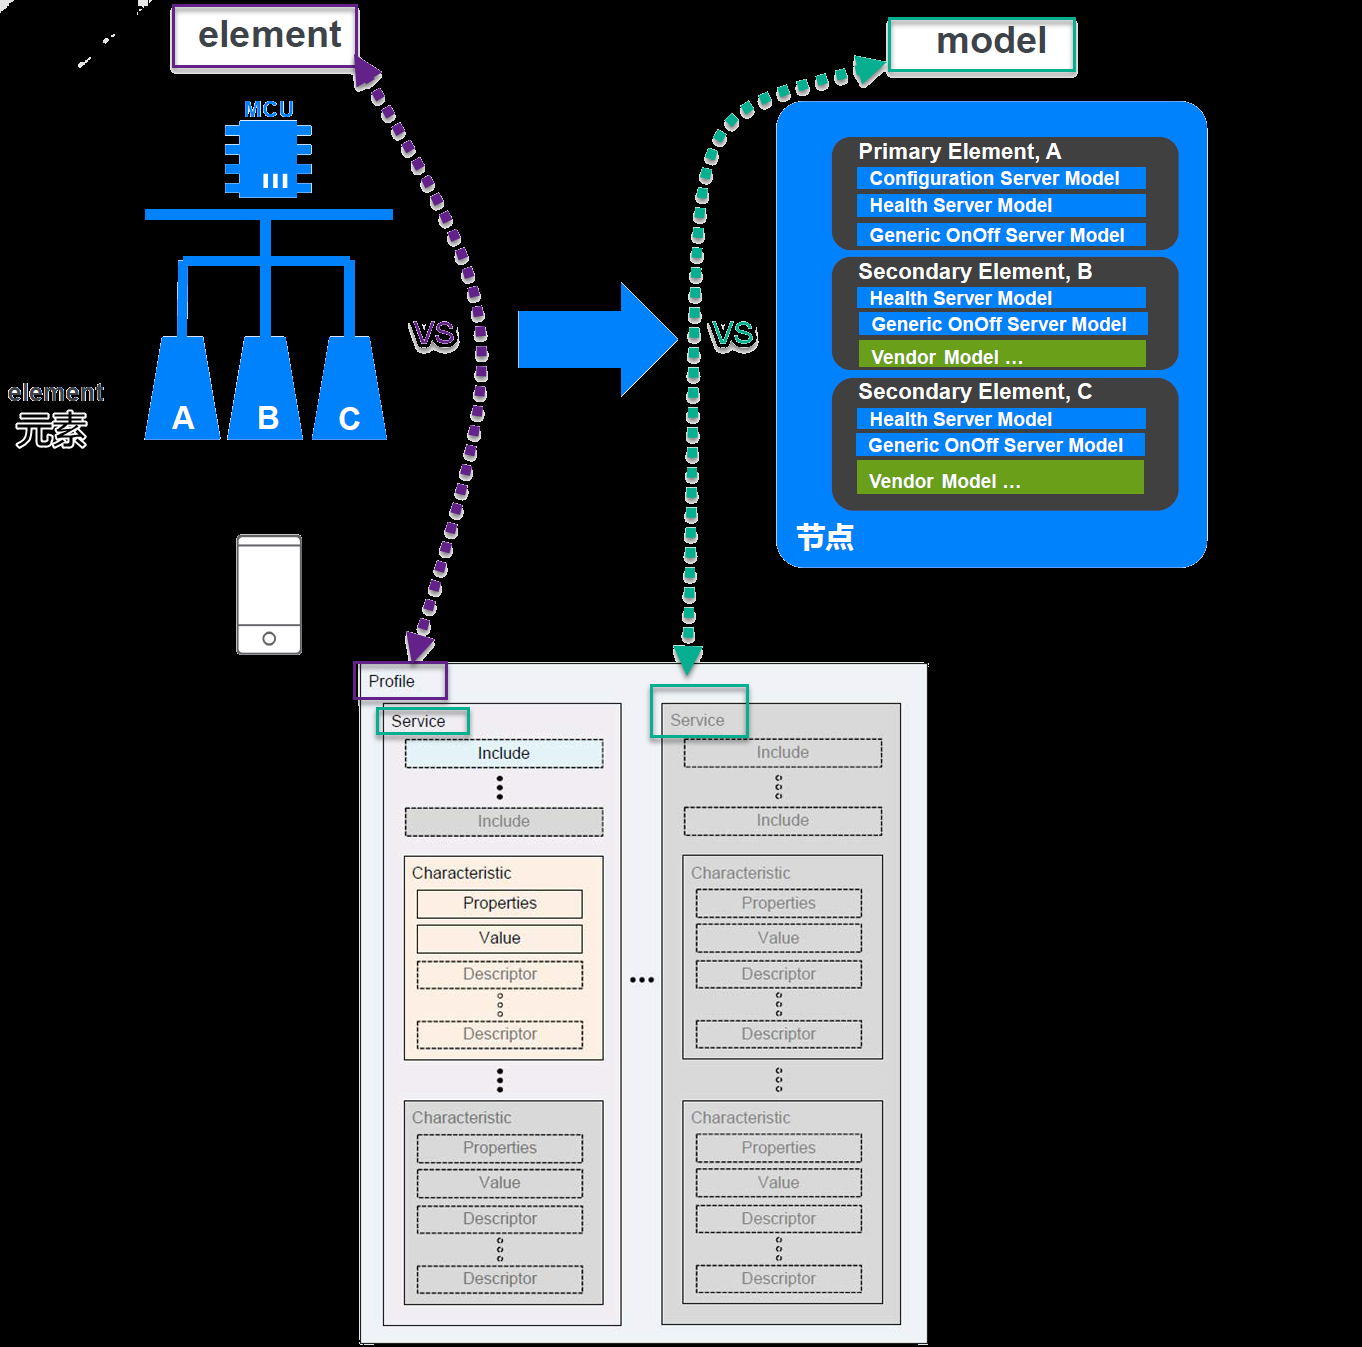 element
model
MCU
Primary Element, A
Configuration Server Model
Health Server Model
Generic OnOff Server Model
Secondary Element, B
Health Server Model
Generic OnOff Server Model
Vendor Model ...
Secondary Element, C
Health Server Model
Generic OnOff Server Model
Vendor Model ...
节点
VS
VS
element
元素
A
B
C
Profile
Service
Include
Include
Characteristic
Properties
Value
Descriptor
Descriptor
Characteristic
Properties
Value
Descriptor
Descriptor
...
Service
Include
Include
Characteristic
Properties
Value
Descriptor
Descriptor
Characteristic
Properties
Value
Descriptor
Descriptor